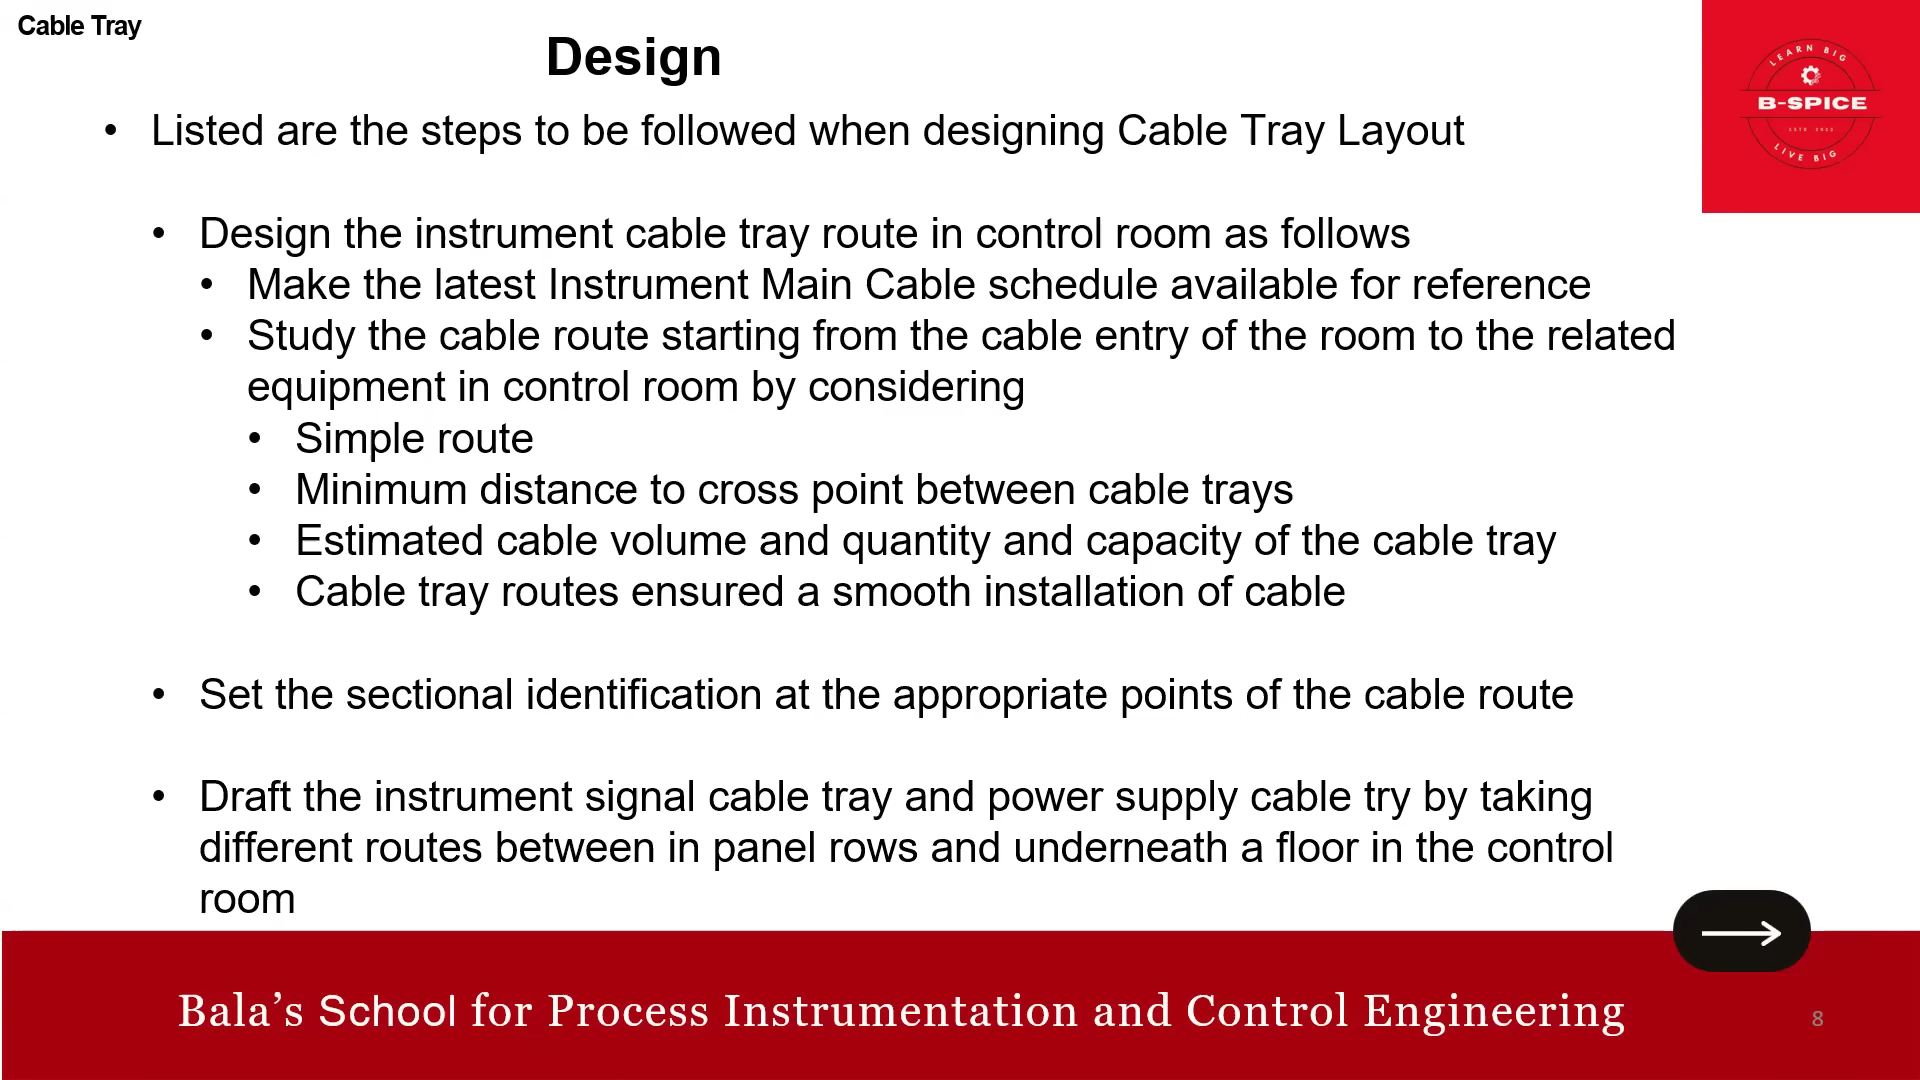 Cable Tray
Design
• Listed are the steps to be followed when designing Cable Tray Layout
• Design the instrument cable tray route in control room as follows
• Make the latest Instrument Main Cable schedule available for reference
• Study the cable route starting from the cable entry of the room to the related
equipment in control room by considering
• Simple route
• Minimum distance to cross point between cable trays
• Estimated cable volume and quantity and capacity of the cable tray
• Cable tray routes ensured a smooth installation of cable
• Set the sectional identification at the appropriate points of the cable route
• Draft the instrument signal cable tray and power supply cable try by taking
different routes between in panel rows and underneath a floor in the control
room
LEARN BIG
B-SPICE
LIVE BIG
Bala’s School for Process Instrumentation and Control Engineering
8